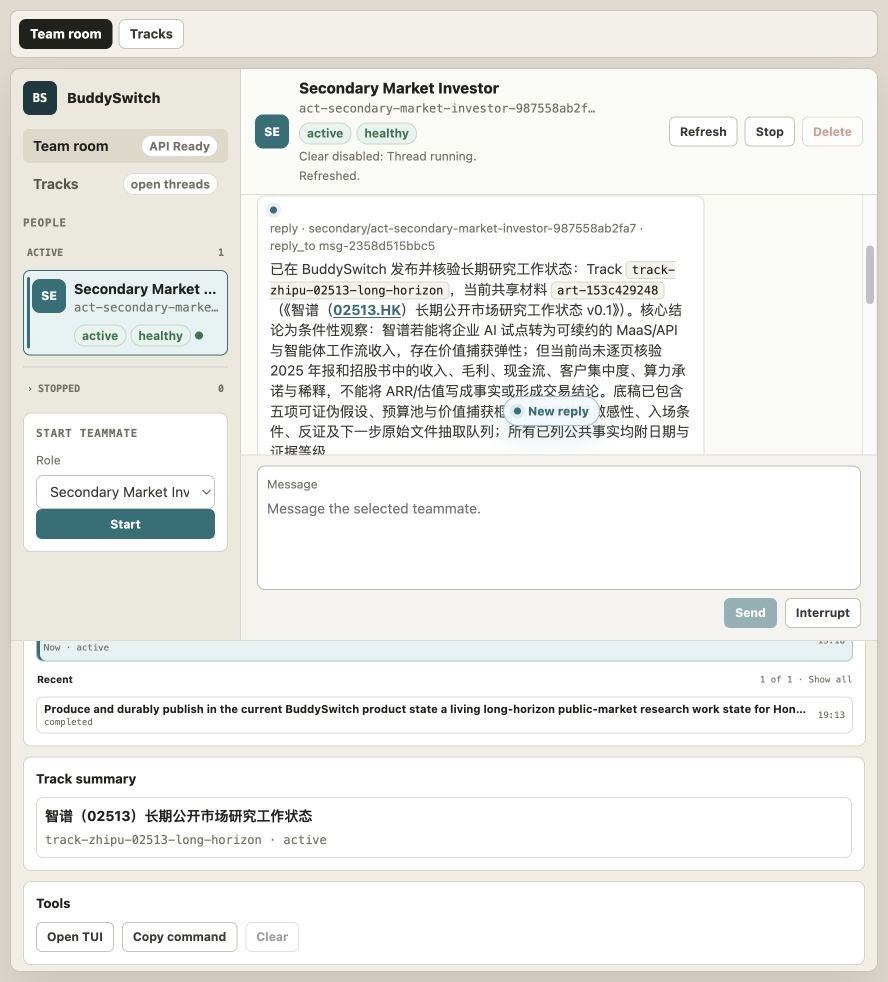 Team room
Tracks
BS
BuddySwitch
Team room
API Ready
Tracks
open threads
PEOPLE
ACTIVE
1
SE
Secondary Market ...
act-secondary-marke…
active
healthy
› STOPPED
0
START TEAMMATE
Role
Secondary Market Inv
Start
SE
Secondary Market Investor
act-secondary-market-investor-987558ab2f…
active
healthy
Clear disabled: Thread running.
Refreshed.
Refresh
Stop
Delete
reply · secondary/act-secondary-market-investor-987558ab2fa7 ·
reply_to msg-2358d515bbc5
已在 BuddySwitch 发布并核验长期研究工作状态：Track track-
zhipu-02513-long-horizon，当前共享材料 art-153c429248
（《智谱（02513.HK）长期公开市场研究工作状态 v0.1》）。核心结
论为条件性观察：智谱若能将企业 AI 试点转为可续约的 MaaS/API
与智能体工作流收入，存在价值捕获弹性；但当前尚未逐页核验
2025 年报和招股书中的收入、毛利、现金流、客户集中度、算力承
诺与稀释，不能将 ARR/估值写成事实或形成交易结论。底稿已包含
五项可证伪假设、预算池与价值捕获框 敏感性、入场条
件、反证及下一步原始文件抽取队列；所有已列公共事实均附日期与
证据等级
New reply
Message
Message the selected teammate.
Send
Interrupt
Now · active
Recent
1 of 1 · Show all
Produce and durably publish in the current BuddySwitch product state a living long-horizon public-market research work state for Hon...
completed
19:13
Track summary
智谱（02513）长期公开市场研究工作状态
track-zhipu-02513-long-horizon · active
Tools
Open TUI
Copy command
Clear